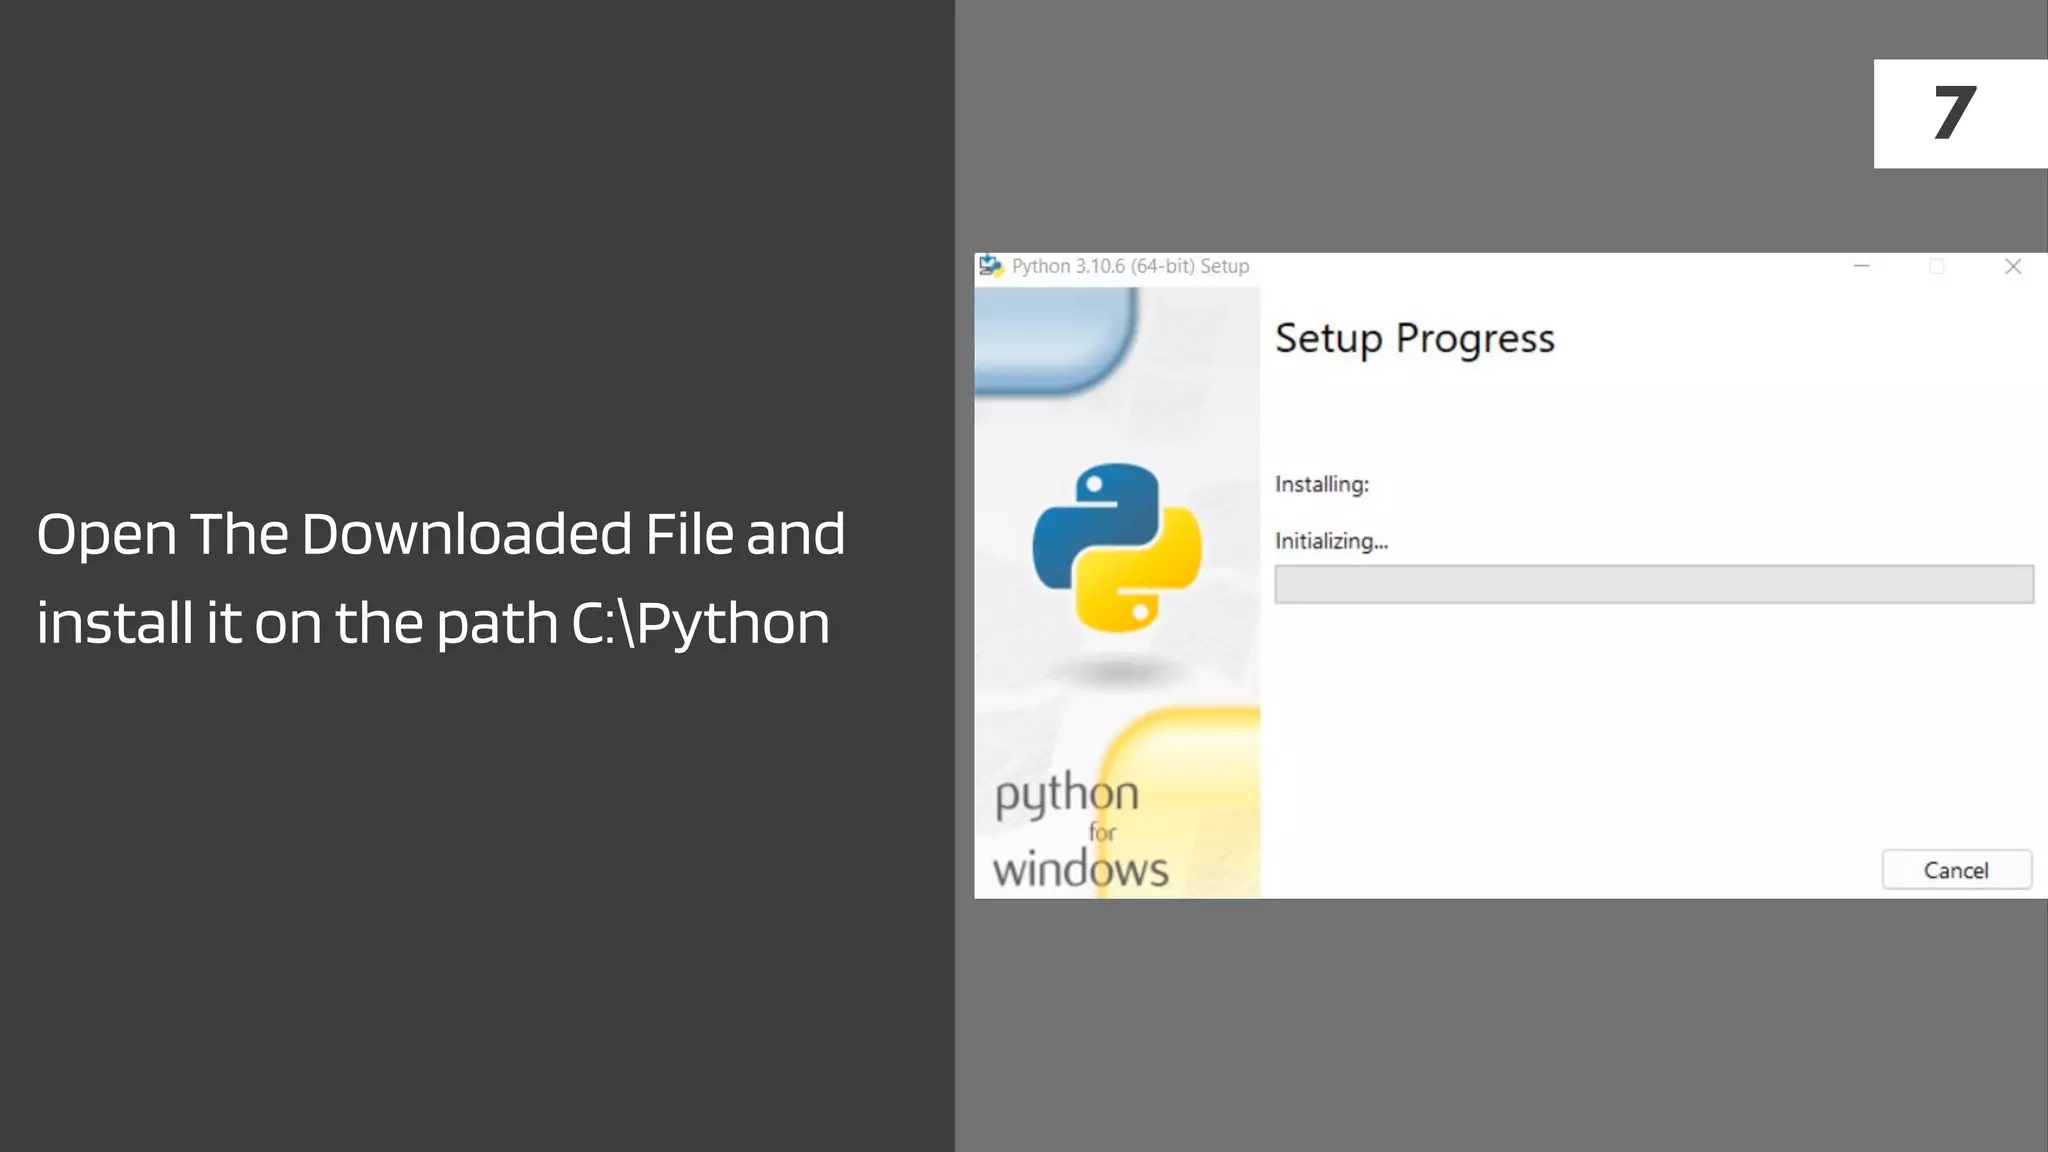 Open The Downloaded File and
install it on the path C:\Python
7
Python 3.10.6 (64-bit) Setup
Setup Progress
Installing:
Initializing...
python
for
windows
Cancel